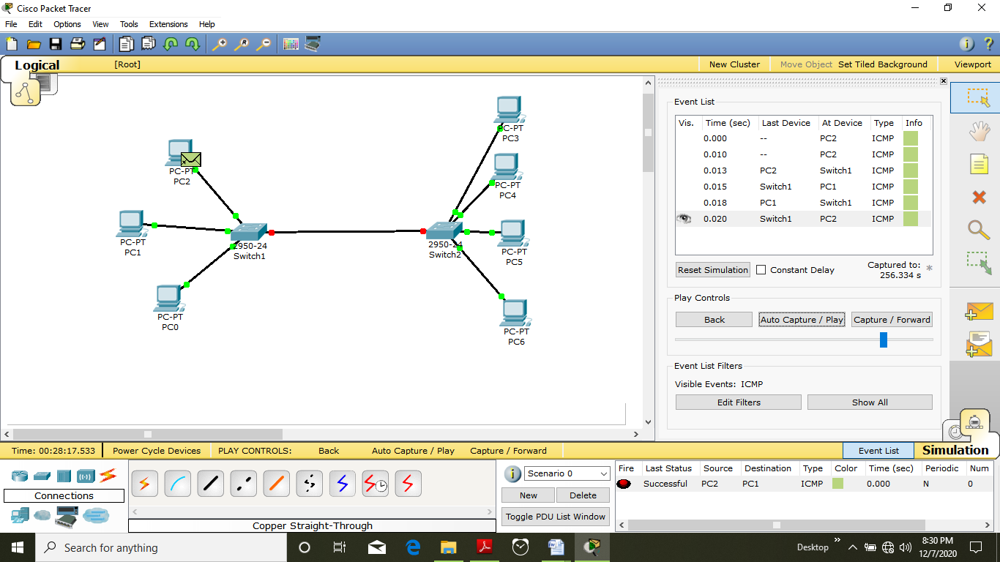 Cisco Packet Tracer
File Edit Options View Tools Extensions Help
Logical [Root] New Cluster Move Object Set Tiled Background Viewport
PC-PT
PC2
PC-PT
PC1
PC-PT
PC0
2950-24
Switch1
2950-24
Switch2
PC-PT
PC3
PC-PT
PC4
PC-PT
PC5
PC-PT
PC6
Event List
Vis. Time (sec) Last Device At Device Type Info
0.000 -- PC2 ICMP
0.010 -- PC2 ICMP
0.013 PC2 Switch1 ICMP
0.015 Switch1 PC1 ICMP
0.018 PC1 Switch1 ICMP
0.020 Switch1 PC2 ICMP
Reset Simulation Constant Delay Captured to: *
256.334 s
Play Controls
Back Auto Capture / Play Capture / Forward
Event List Filters
Visible Events: ICMP
Edit Filters Show All
Time: 00:28:17.533 Power Cycle Devices PLAY CONTROLS: Back Auto Capture / Play Capture / Forward Event List Simulation
Connections
Copper Straight-Through
Scenario 0
New Delete
Toggle PDU List Window
Fire Last Status Source Destination Type Color Time (sec) Periodic Num
Successful PC2 PC1 ICMP 0.000 N 0
Search for anything
Desktop
8:30 PM
12/7/2020